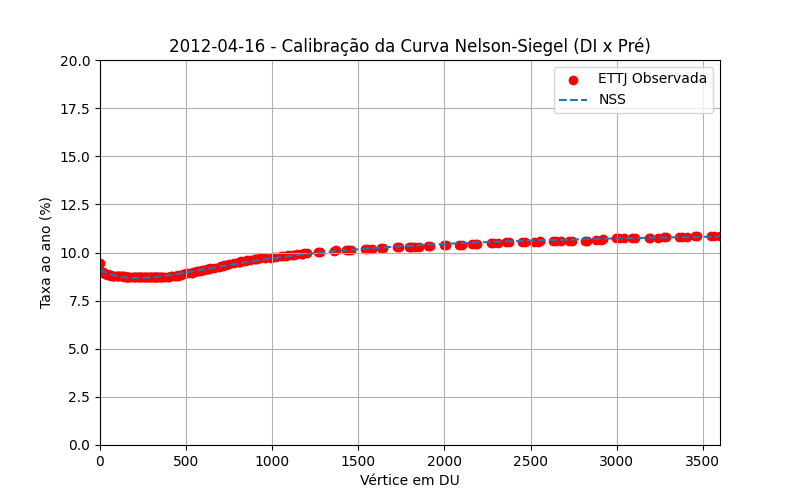 2012-04-16 - Calibração da Curva Nelson-Siegel (DI x Pré)
ETTJ Observada
NSS
Taxa ao ano (%)
20.0
17.5
15.0
12.5
10.0
7.5
5.0
2.5
0.0
0 500 1000 1500 2000 2500 3000 3500
Vértice em DU